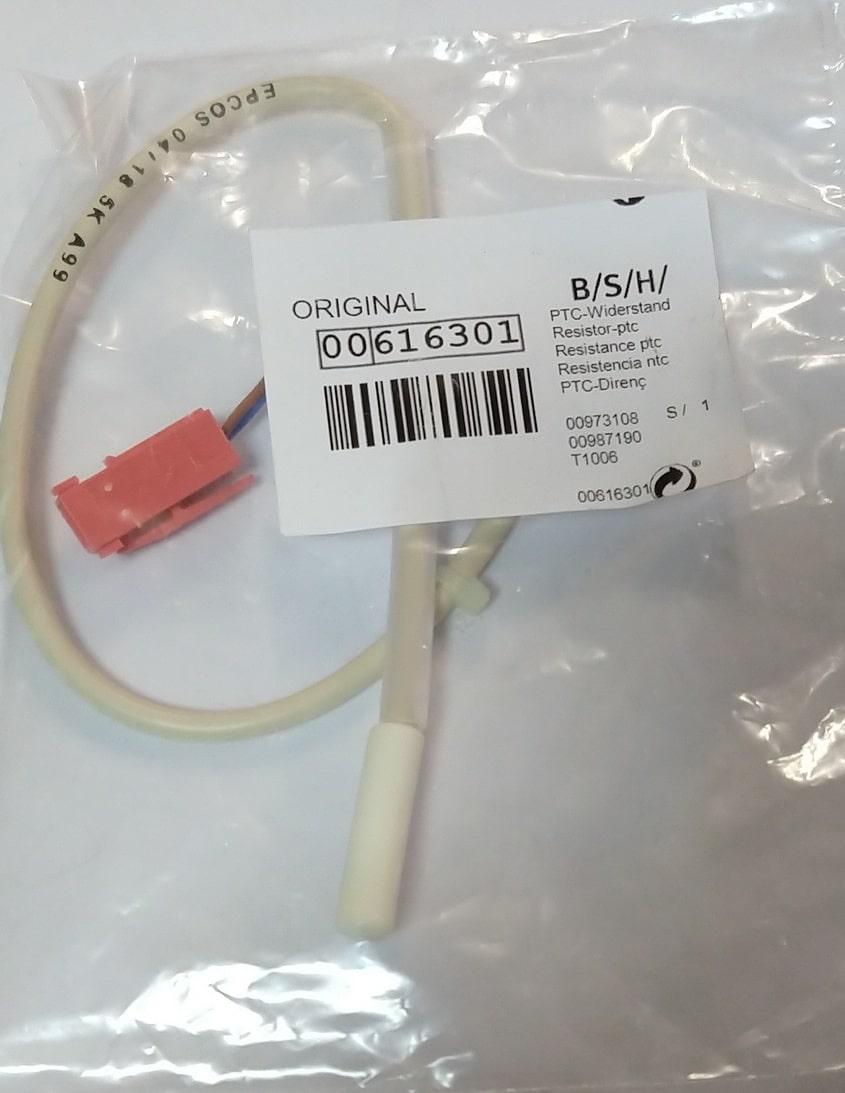 EPCOS 04/18 5K A99
ORIGINAL
00616301
B/S/H/
PTC-Widerstand
Resistor-ptc
Resistance ptc
Resistencia ntc
PTC-Direnç
00973108 S/ 1
00987190
T1006
00616301